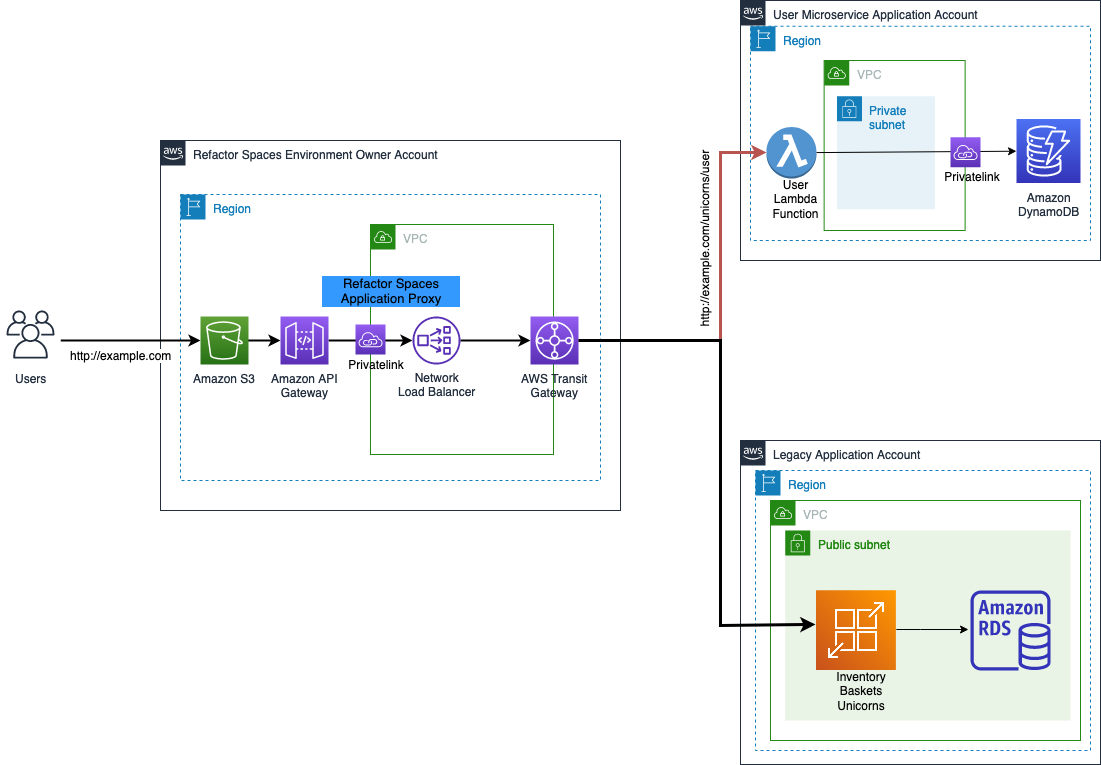 aws
User Microservice Application Account
Region
VPC
Private
subnet
User
Lambda
Function
Privatelink
Amazon
DynamoDB
aws
Refactor Spaces Environment Owner Account
Region
VPC
Refactor Spaces
Application Proxy
Users
http://example.com
Amazon S3
Amazon API
Gateway
Privatelink
Network
Load Balancer
AWS Transit
Gateway
http://example.com/unicorns/user
aws
Legacy Application Account
Region
VPC
Public subnet
Inventory
Baskets
Unicorns
Amazon
RDS